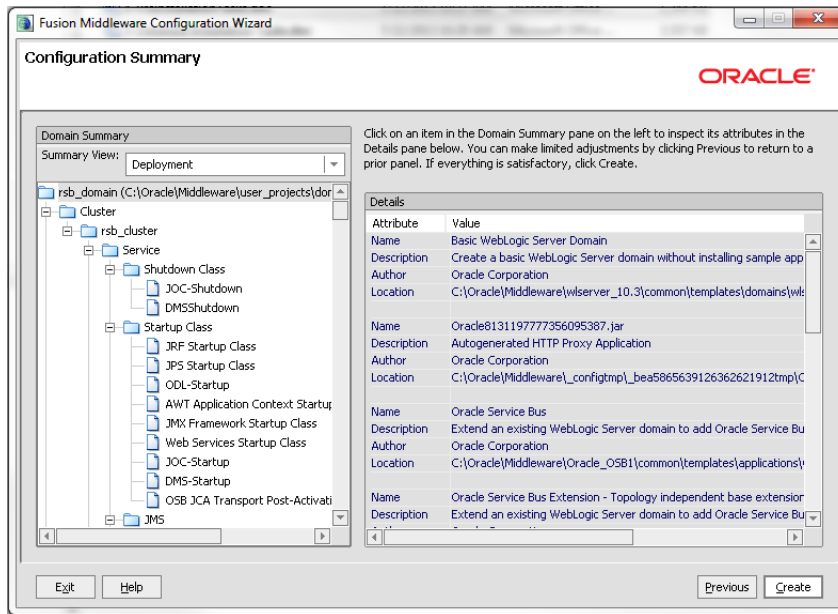 Fusion Middleware Configuration Wizard
Configuration Summary
ORACLE
Domain Summary
Summary View:
Deployment
rsb_domain (C:\Oracle\Middleware\user_projects\dor
Cluster
rsb_cluster
Service
Shutdown Class
JOC-Shutdown
DMSShutdown
Startup Class
JRF Startup Class
JPS Startup Class
ODL-Startup
AWT Application Context Startup
JMX Framework Startup Class
Web Services Startup Class
JOC-Startup
DMS-Startup
OSB JCA Transport Post-Activati
JMS
Click on an item in the Domain Summary pane on the left to inspect its attributes in the
Details pane below. You can make limited adjustments by clicking Previous to return to a
prior panel. If everything is satisfactory, click Create.
Details
Attribute Value
Name Basic WebLogic Server Domain
Description Create a basic WebLogic Server domain without installing sample app
Author Oracle Corporation
Location C:\Oracle\Middleware\wlserver_10.3\common\templates\domains\wls
Name Oracle8131197777356095387.jar
Description Autogenerated HTTP Proxy Application
Author Oracle Corporation
Location C:\Oracle\Middleware\_configtmp\_bea5865639126362621912tmp\O
Name Oracle Service Bus
Description Extend an existing WebLogic Server domain to add Oracle Service Bu
Author Oracle Corporation
Location C:\Oracle\Middleware\Oracle_OSB1\common\templates\applications\
Name Oracle Service Bus Extension - Topology independent base extension
Description Extend an existing WebLogic Server domain to add Oracle Service Bu
Exit Help Previous Create